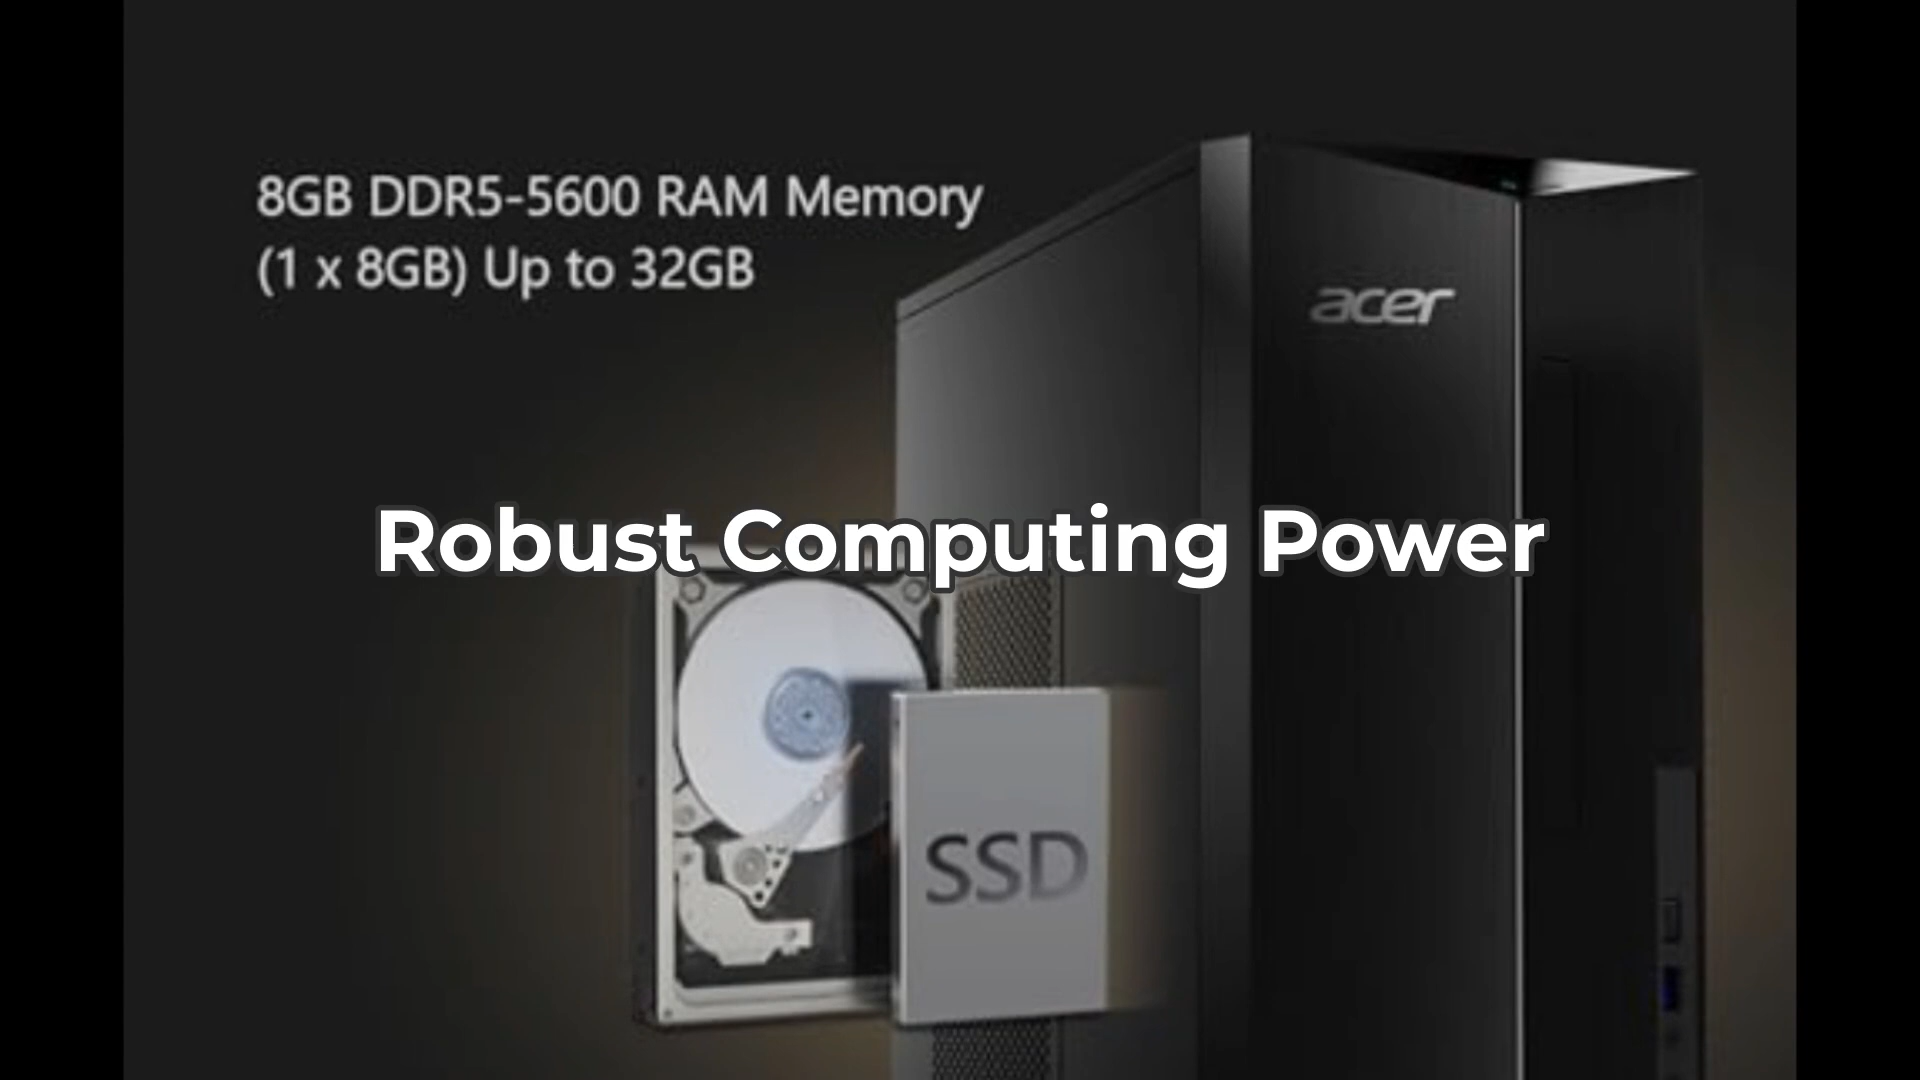 8GB DDR5-5600 RAM Memory
(1 x 8GB) Up to 32GB
acer
Robust Computing Power
SSD